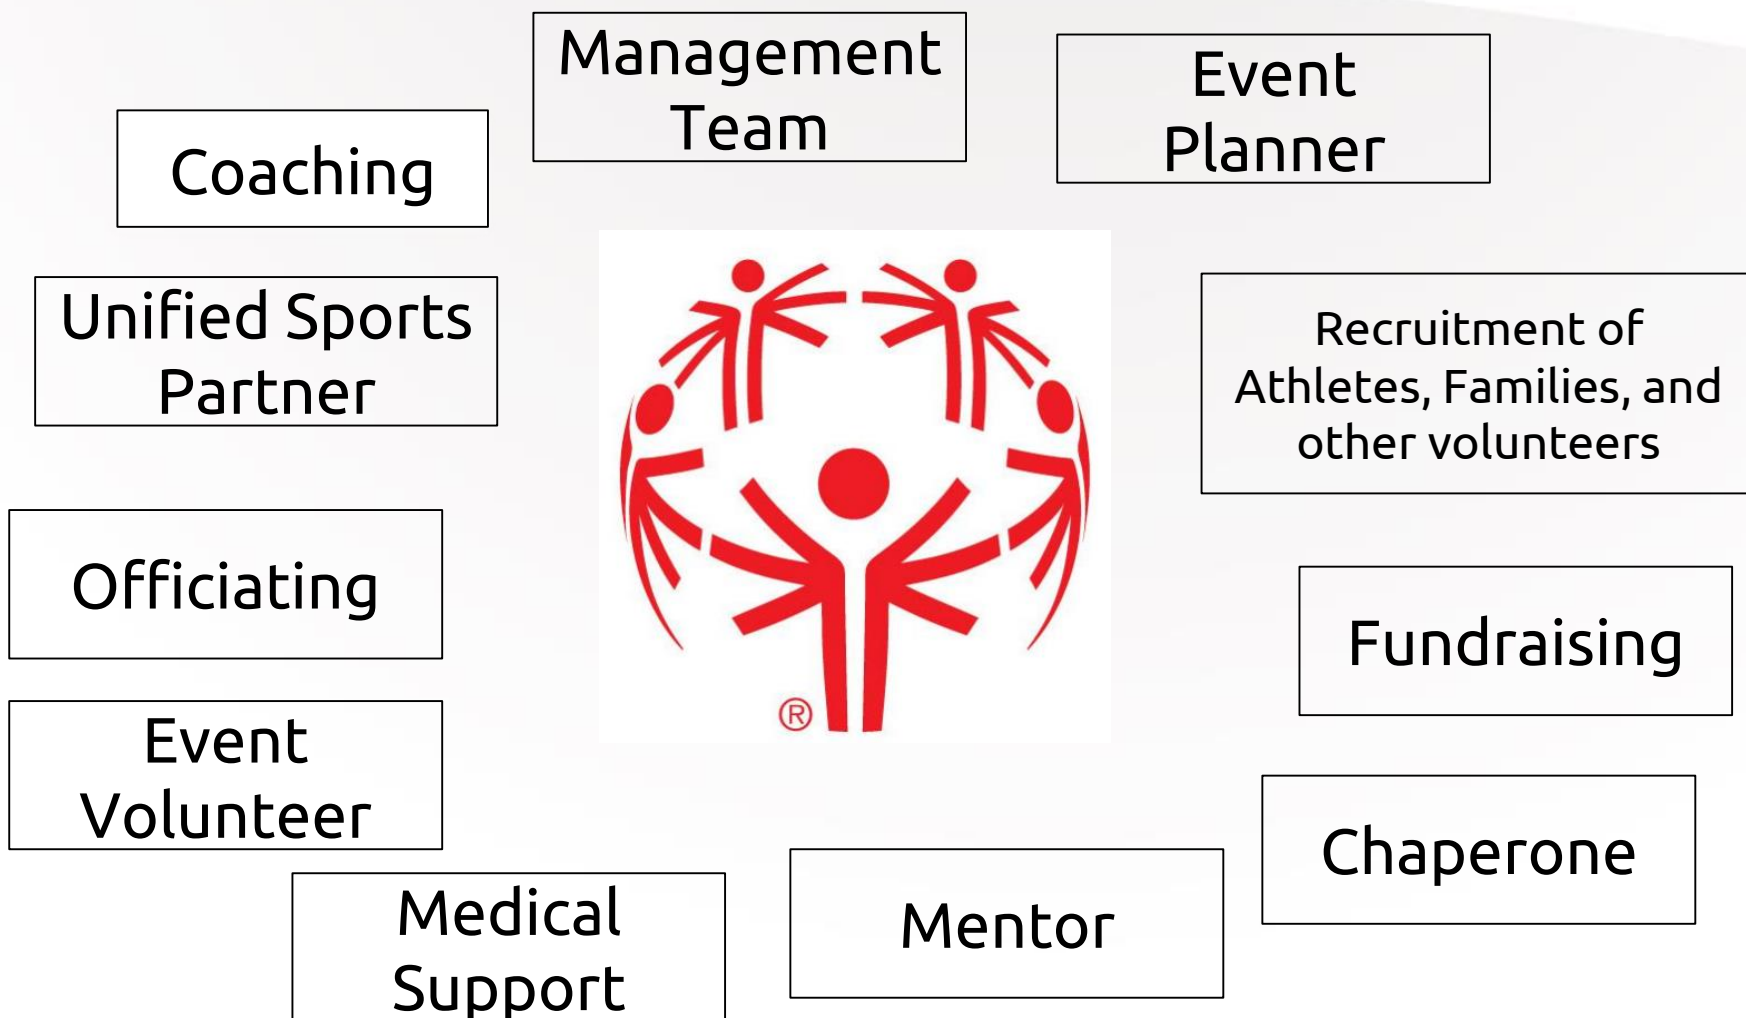 Management
Team
Event
Planner
Coaching
Unified Sports
Partner
Recruitment of
Athletes, Families, and
other volunteers
Officiating
Fundraising
®
Event
Volunteer
Chaperone
Medical
Support
Mentor